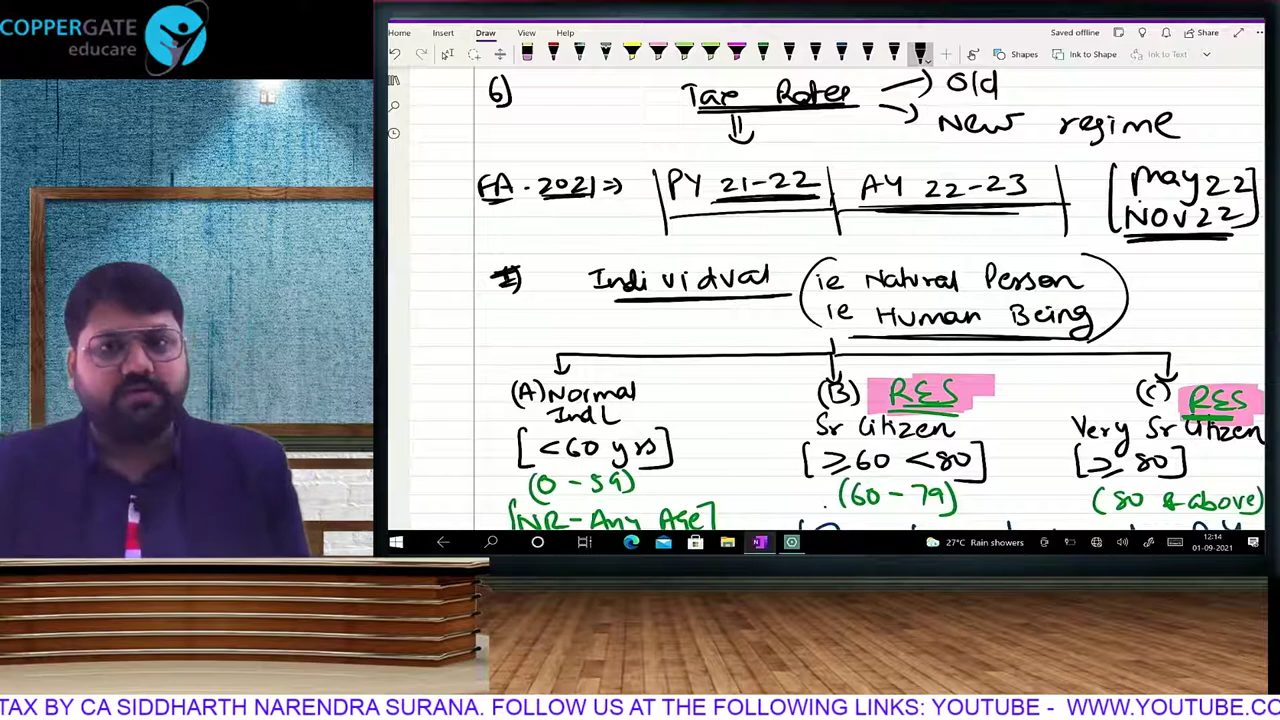 COPPERGATE
educare
Home Insert Draw View Help Saved offline Share
Shapes Ink to Shape Ink to Text
6) Tax Rates → Old
→ New regime
FA-2021 ⇒ PY 21-22 | AY 22-23 [May 22
NOV 22]
I) Individual (ie Natural Person
ie Human Being)
(A) Normal
Indl
[<60 yrs]
(0-59)
[NR-Any Age]
(B) RES
Sr Citizen
[≥60 <80]
(60-79)
(C) RES
Very Sr Citizen
[≥80]
(80 & above)
27°C Rain showers
12:14
01-09-2021
TAX BY CA SIDDHARTH NARENDRA SURANA. FOLLOW US AT THE FOLLOWING LINKS: YOUTUBE - WWW.YOUTUBE.CO